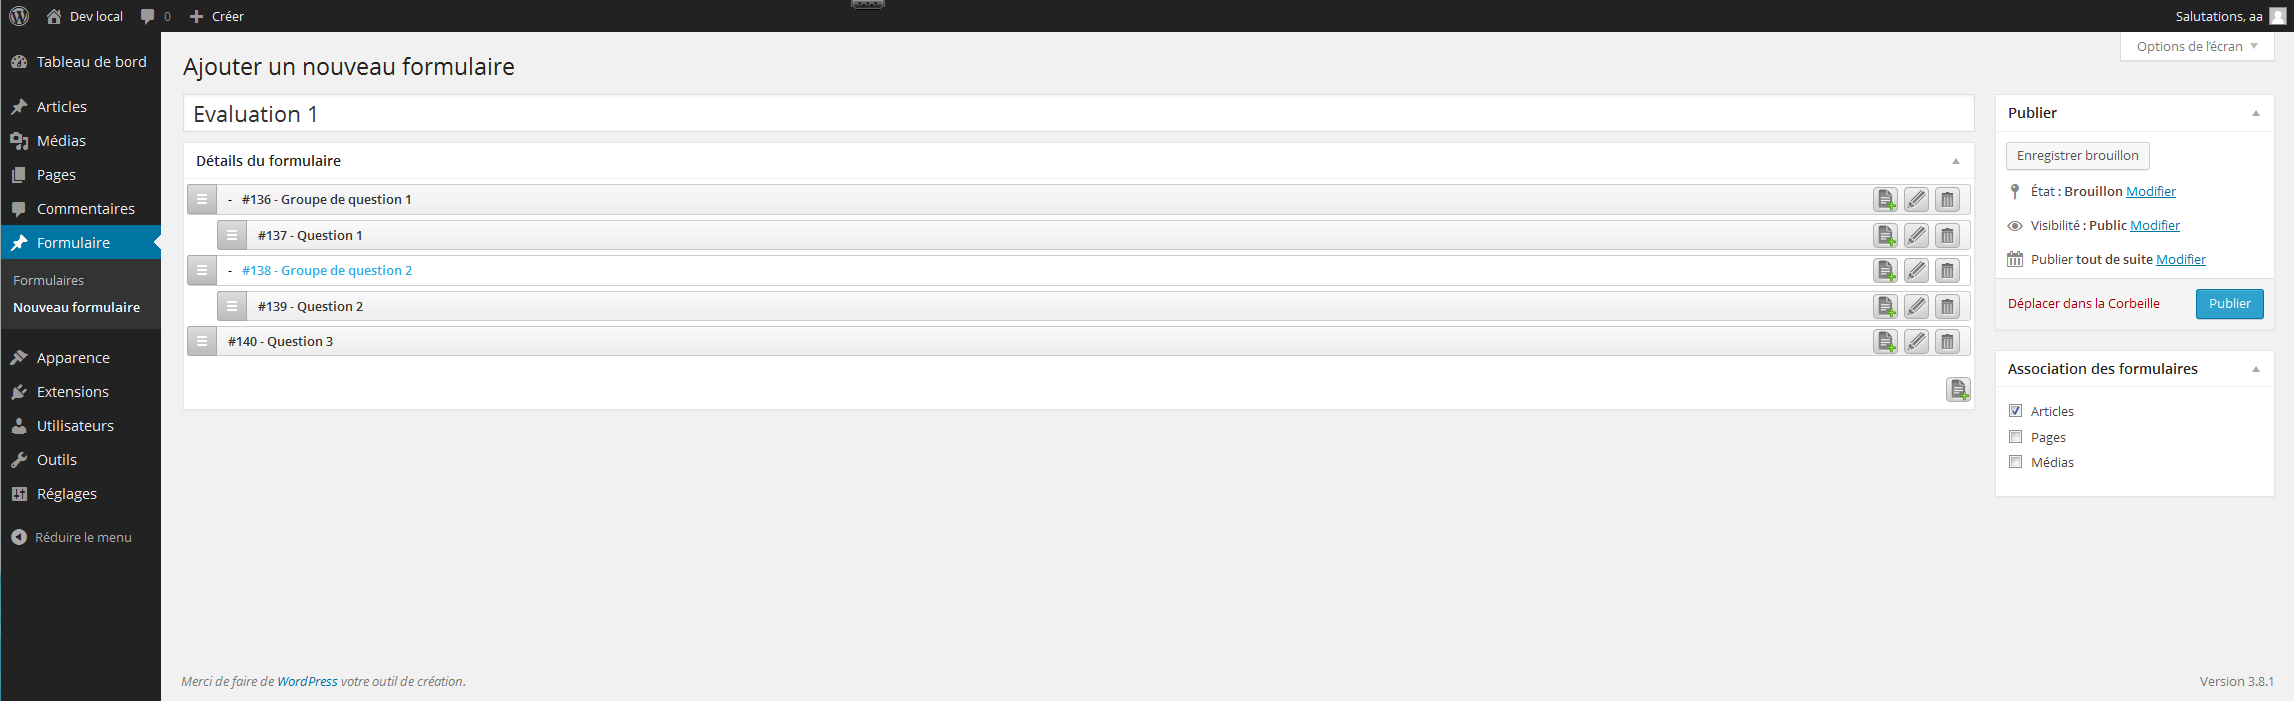 Dev local 0 Créer Salutations, aa
Options de l'écran
Tableau de bord
Articles
Médias
Pages
Commentaires
Formulaire
Formulaires
Nouveau formulaire
Apparence
Extensions
Utilisateurs
Outils
Réglages
Réduire le menu
Ajouter un nouveau formulaire
Evaluation 1
Détails du formulaire
- #136 - Groupe de question 1
#137 - Question 1
- #138 - Groupe de question 2
#139 - Question 2
#140 - Question 3
Publier
Enregistrer brouillon
État : Brouillon Modifier
Visibilité : Public Modifier
Publier tout de suite Modifier
Déplacer dans la Corbeille Publier
Association des formulaires
Articles
Pages
Médias
Merci de faire de WordPress votre outil de création.
Version 3.8.1